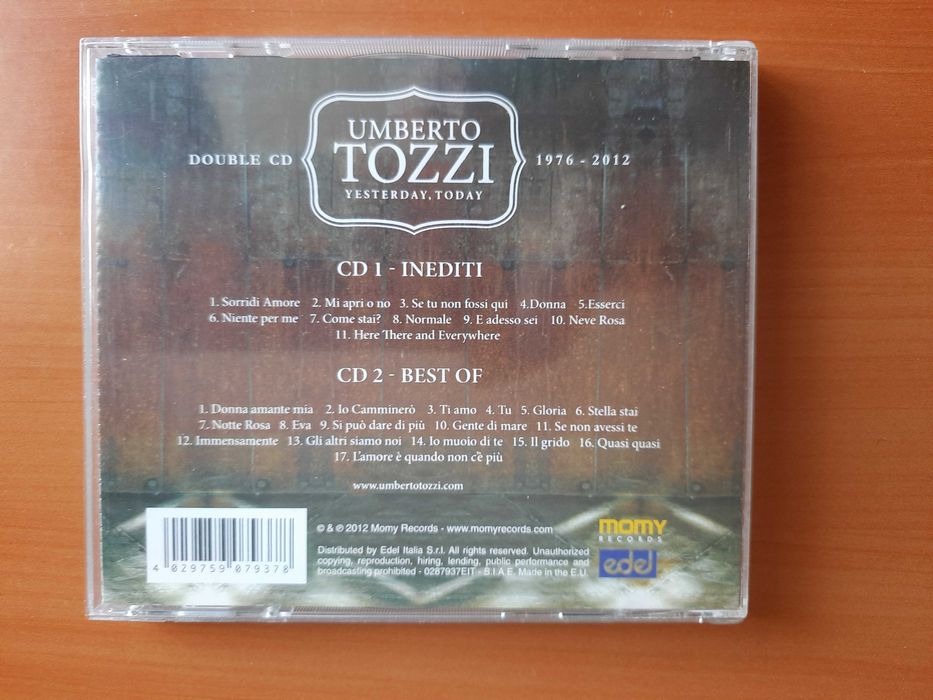 UMBERTO
DOUBLE CD TOZZI 1976 - 2012
YESTERDAY, TODAY
CD 1 - INEDITI
1. Sorridi Amore 2. Mi apri o no 3. Se tu non fossi qui 4.Donna 5.Esserci
6. Niente per me 7. Come stai? 8. Normale 9. E adesso sei 10. Neve Rosa
11. Here There and Everywhere
CD 2 - BEST OF
1. Donna amante mia 2. Io Camminerò 3. Ti amo 4. Tu 5. Gloria 6. Stella stai
7. Notte Rosa 8. Eva 9. Si può dare di più 10. Gente di mare 11. Se non avessi te
12. Immensamente 13. Gli altri siamo noi 14. Io muoio di te 15. Il grido 16. Quasi quasi
17. L'amore è quando non c'è più
www.umbertotozzi.com
© & ℗ 2012 Momy Records - www.momyrecords.com
Distributed by Edel Italia S.r.l. All rights reserved. Unauthorized
copying, reproduction, hiring, lending, public performance and
broadcasting prohibited - 0287937EIT - S.I.A.E. Made in the E.U.
4 029759 079378
momy
RECORDS
edel